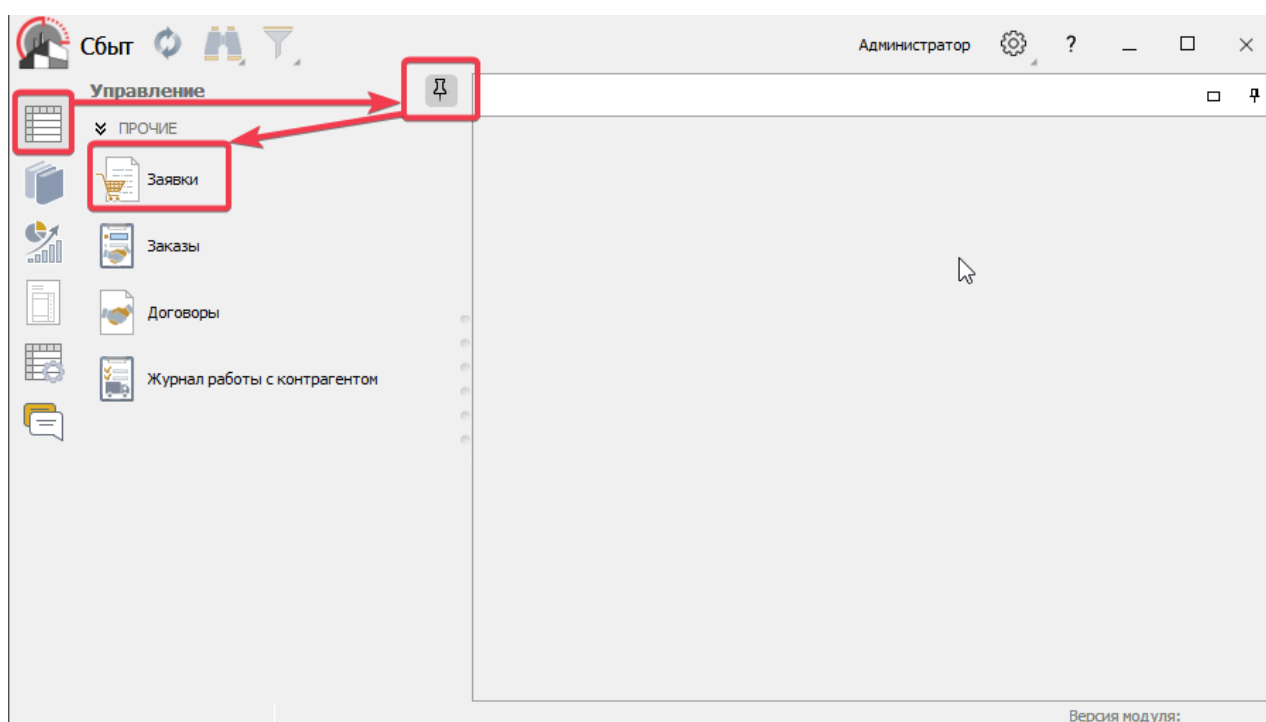 Сбыт
Администратор
?
Управление
ПРОЧИЕ
Заявки
Заказы
Договоры
Журнал работы с контрагентом
Версия модуля: